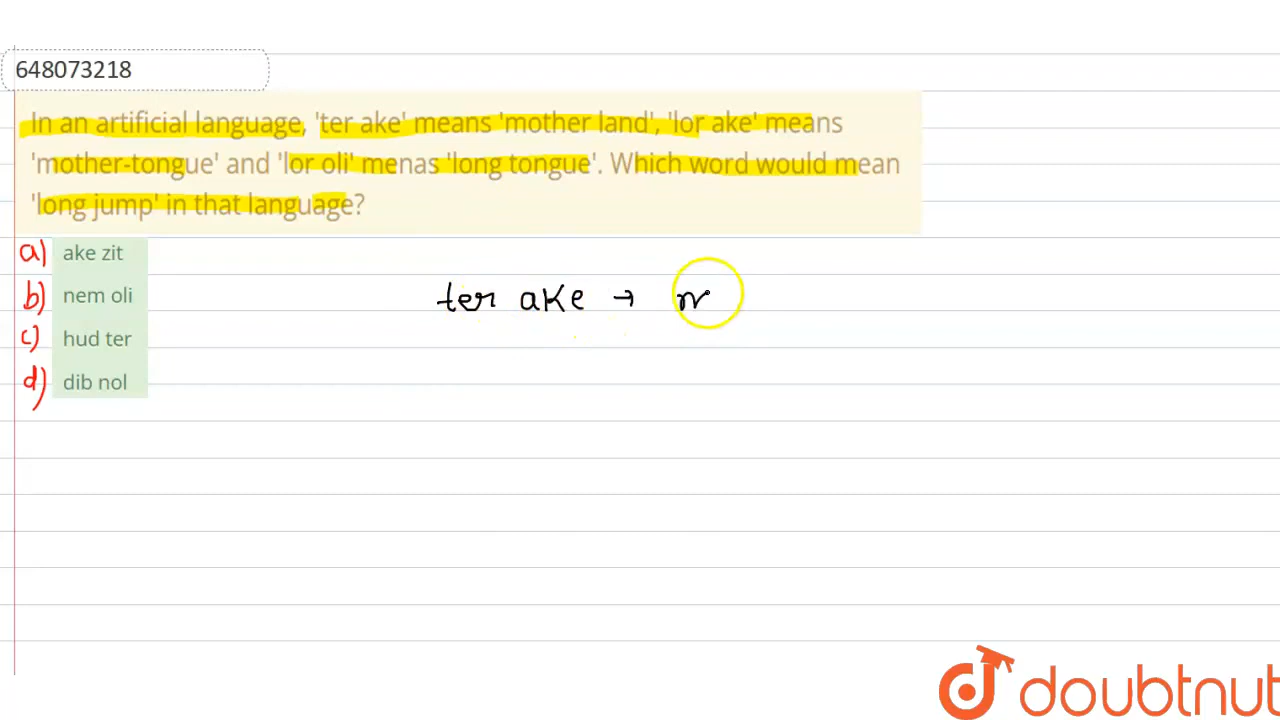 648073218
In an artificial language, 'ter ake' means 'mother land', 'lor ake' means
'mother-tongue' and 'lor oli' menas 'long tongue'. Which word would mean
'long jump' in that language?
a) ake zit
b) nem oli
c) hud ter
d) dib nol
ter ake →
doubtnut